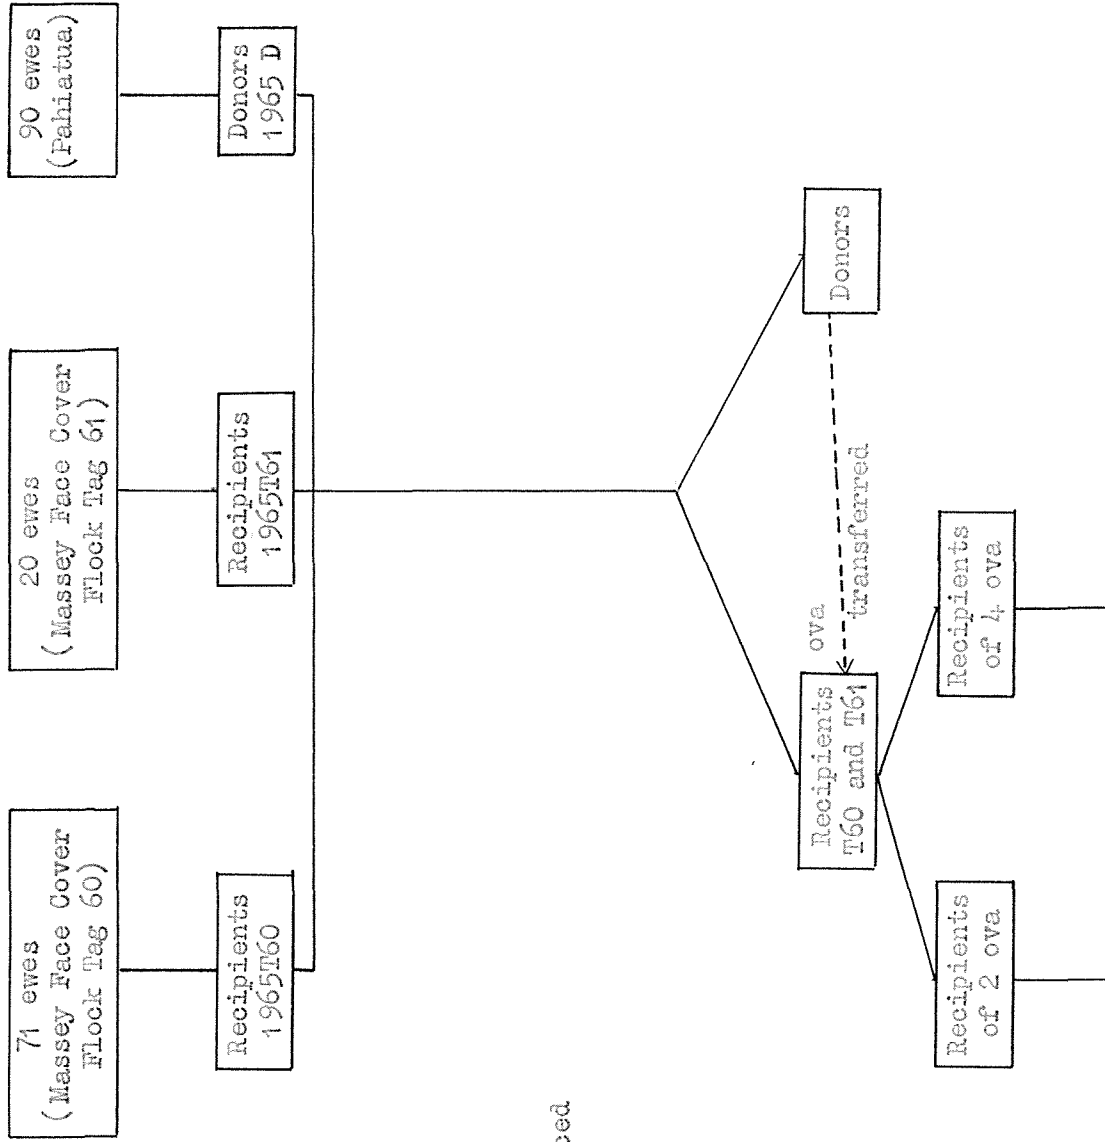 71 ewes
(Massey Face Cover
Flock Tag 60)
20 ewes
(Massey Face Cover
Flock Tag 61)
90 ewes
(Pahiatua)
Recipients
1965T60
Recipients
1965T61
Donors
1965 D
Recipients
T60 and T61
ova
transferred
Donors
Recipients
of 2 ova
Recipients
of 4 ova